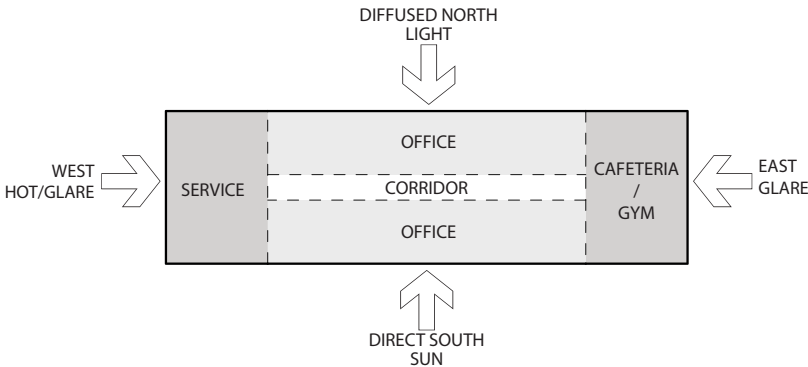 DIFFUSED NORTH
LIGHT
WEST
HOT/GLARE
SERVICE
OFFICE
CORRIDOR
OFFICE
CAFETERIA
/
GYM
EAST
GLARE
DIRECT SOUTH
SUN